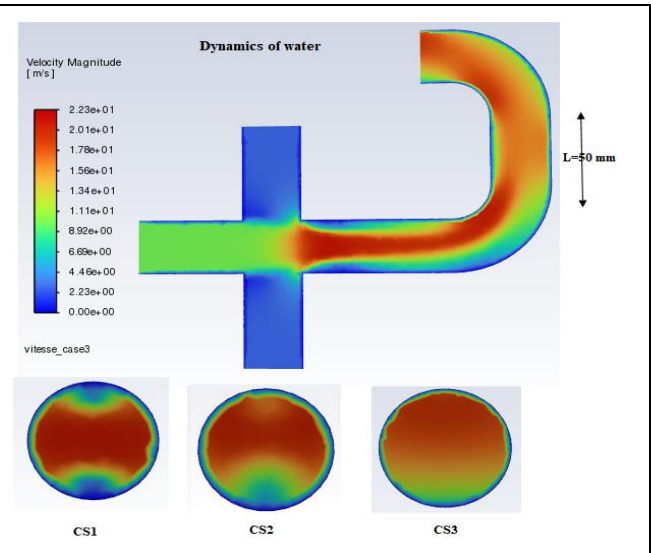 Dynamics of water
Velocity Magnitude
[ m/s ]
2.23e+01
2.01e+01
1.78e+01
1.56e+01
1.34e+01
1.11e+01
8.92e+00
6.69e+00
4.46e+00
2.23e+00
0.00e+00
L=50 mm
vitesse_case3
CS1
CS2
CS3